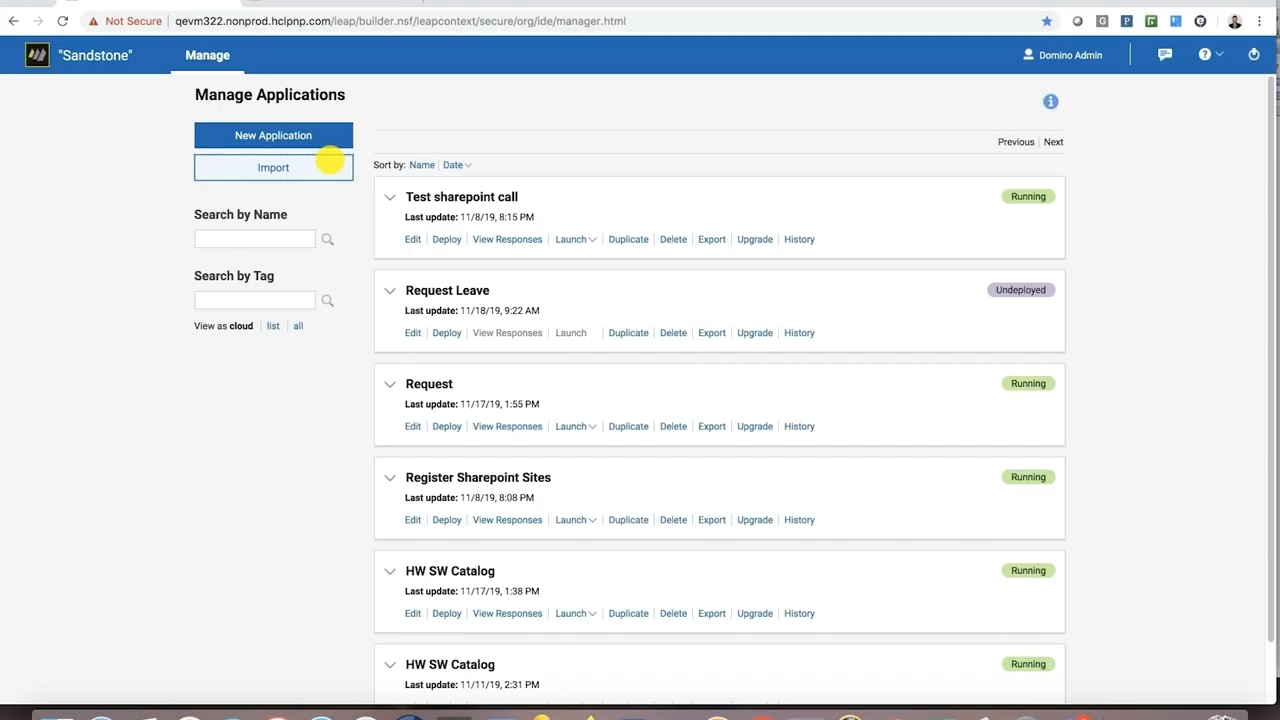 Not Secure qevm322.nonprod.hclpnp.com/leap/builder.nsf/leapcontext/secure/org/ide/manager.html
"Sandstone" Manage Domino Admin
Manage Applications
New Application
Import
Search by Name
Search by Tag
View as cloud list all
Previous Next
Sort by: Name Date
Test sharepoint call Running
Last update: 11/8/19, 8:15 PM
Edit Deploy View Responses Launch Duplicate Delete Export Upgrade History
Request Leave Undeployed
Last update: 11/18/19, 9:22 AM
Edit Deploy View Responses Launch Duplicate Delete Export Upgrade History
Request Running
Last update: 11/17/19, 1:55 PM
Edit Deploy View Responses Launch Duplicate Delete Export Upgrade History
Register Sharepoint Sites Running
Last update: 11/8/19, 8:08 PM
Edit Deploy View Responses Launch Duplicate Delete Export Upgrade History
HW SW Catalog Running
Last update: 11/17/19, 1:38 PM
Edit Deploy View Responses Launch Duplicate Delete Export Upgrade History
HW SW Catalog Running
Last update: 11/11/19, 2:31 PM